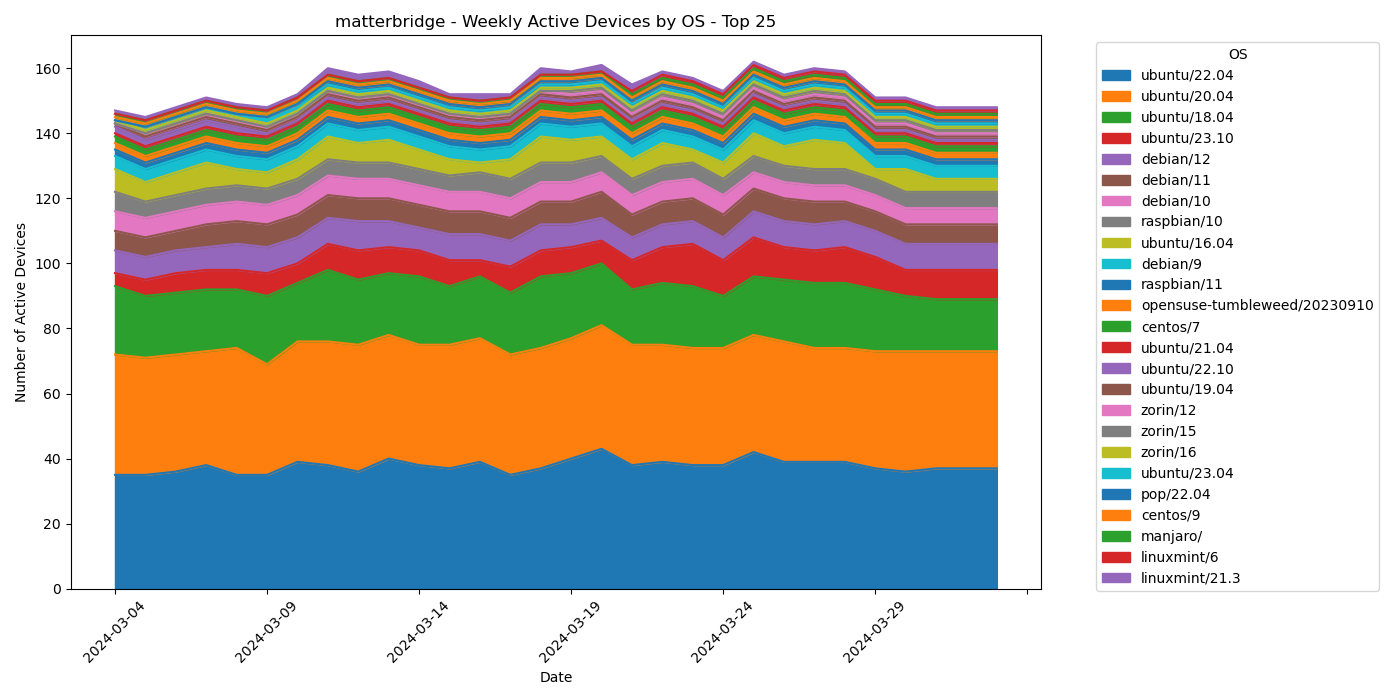 matterbridge - Weekly Active Devices by OS - Top 25
160
140
120
100
80
60
40
20
0
Number of Active Devices
2024-03-04
2024-03-09
2024-03-14
2024-03-19
2024-03-24
2024-03-29
Date
OS
ubuntu/22.04
ubuntu/20.04
ubuntu/18.04
ubuntu/23.10
debian/12
debian/11
debian/10
raspbian/10
ubuntu/16.04
debian/9
raspbian/11
opensuse-tumbleweed/20230910
centos/7
ubuntu/21.04
ubuntu/22.10
ubuntu/19.04
zorin/12
zorin/15
zorin/16
ubuntu/23.04
pop/22.04
centos/9
manjaro/
linuxmint/6
linuxmint/21.3